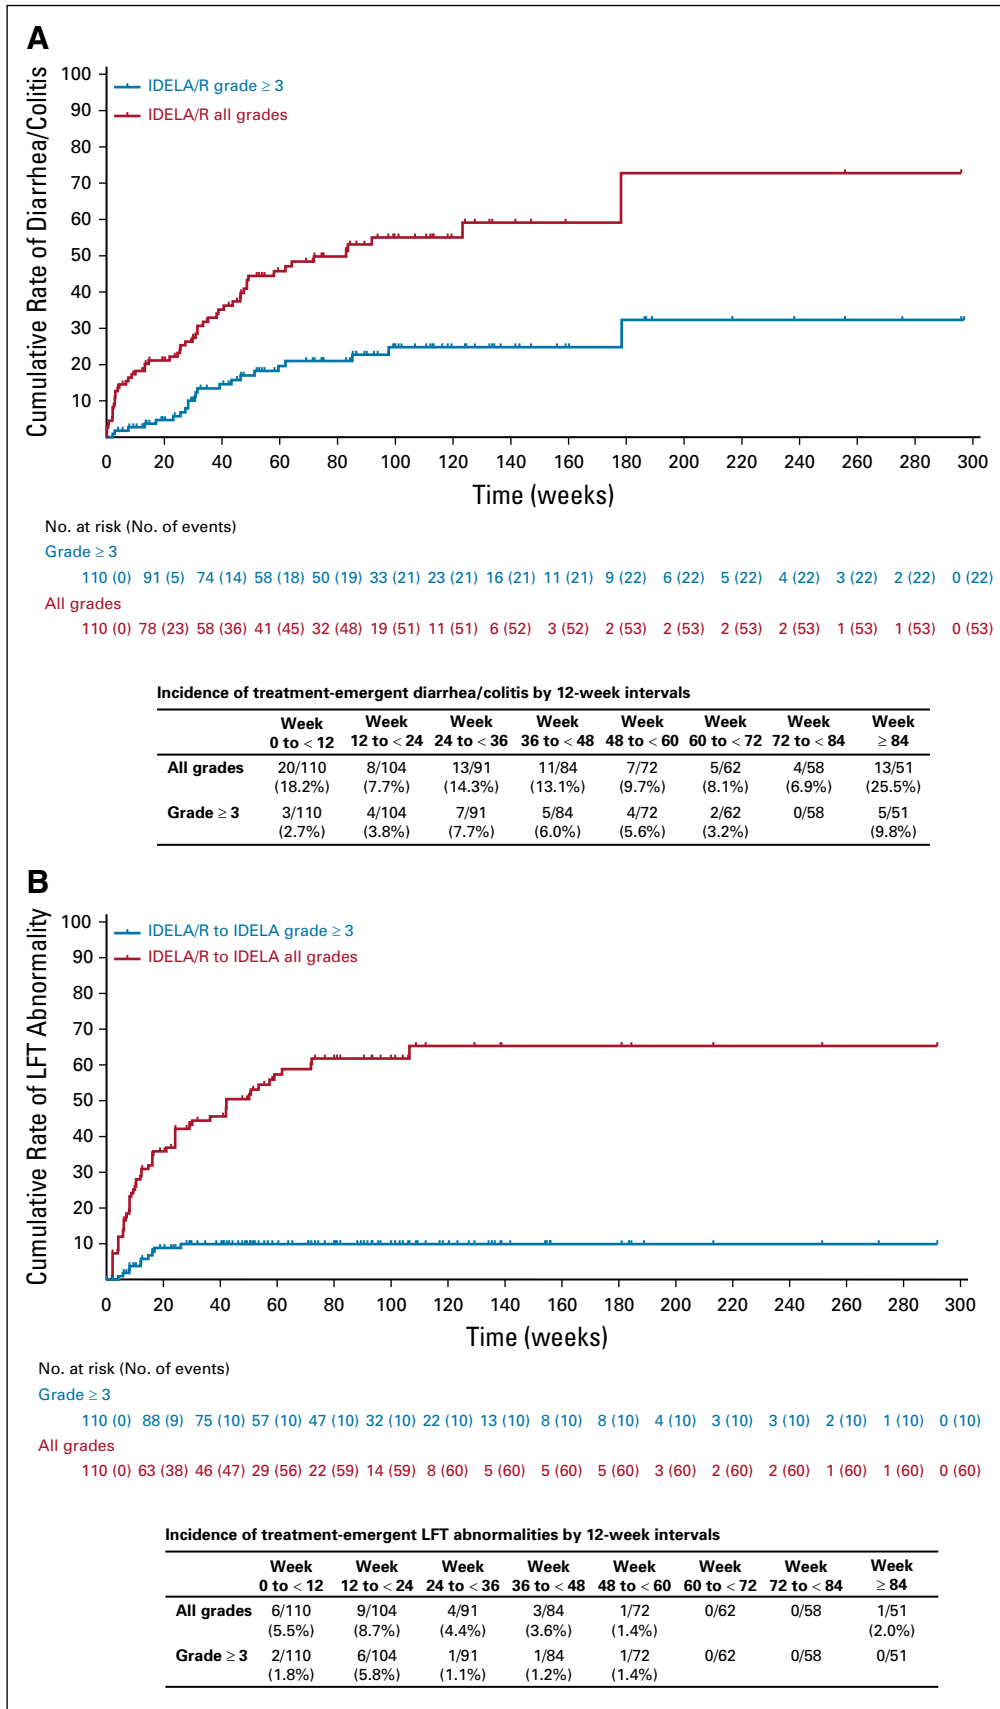 A
Cumulative Rate of Diarrhea/Colitis
100
90
80
70
60
50
40
30
20
10
IDELA/R grade ≥ 3
IDELA/R all grades
0 20 40 60 80 100 120 140 160 180 200 220 240 260 280 300
Time (weeks)
No. at risk (No. of events)
Grade ≥ 3
110 (0) 91 (5) 74 (14) 58 (18) 50 (19) 33 (21) 23 (21) 16 (21) 11 (21) 9 (22) 6 (22) 5 (22) 4 (22) 3 (22) 2 (22) 0 (22)
All grades
110 (0) 78 (23) 58 (36) 41 (45) 32 (48) 19 (51) 11 (51) 6 (52) 3 (52) 2 (53) 2 (53) 2 (53) 2 (53) 1 (53) 1 (53) 0 (53)
Incidence of treatment-emergent diarrhea/colitis by 12-week intervals
Week Week Week Week Week Week Week Week
0 to < 12 12 to < 24 24 to < 36 36 to < 48 48 to < 60 60 to < 72 72 to < 84 ≥ 84
All grades 20/110 8/104 13/91 11/84 7/72 5/62 4/58 13/51
(18.2%) (7.7%) (14.3%) (13.1%) (9.7%) (8.1%) (6.9%) (25.5%)
Grade ≥ 3 3/110 4/104 7/91 5/84 4/72 2/62 0/58 5/51
(2.7%) (3.8%) (7.7%) (6.0%) (5.6%) (3.2%) (9.8%)
B
Cumulative Rate of LFT Abnormality
100
90
80
70
60
50
40
30
20
10
IDELA/R to IDELA grade ≥ 3
IDELA/R to IDELA all grades
0 20 40 60 80 100 120 140 160 180 200 220 240 260 280 300
Time (weeks)
No. at risk (No. of events)
Grade ≥ 3
110 (0) 88 (9) 75 (10) 57 (10) 47 (10) 32 (10) 22 (10) 13 (10) 8 (10) 8 (10) 4 (10) 3 (10) 3 (10) 2 (10) 1 (10) 0 (10)
All grades
110 (0) 63 (38) 46 (47) 29 (56) 22 (59) 14 (59) 8 (60) 5 (60) 5 (60) 5 (60) 3 (60) 2 (60) 2 (60) 1 (60) 1 (60) 0 (60)
Incidence of treatment-emergent LFT abnormalities by 12-week intervals
Week Week Week Week Week Week Week Week
0 to < 12 12 to < 24 24 to < 36 36 to < 48 48 to < 60 60 to < 72 72 to < 84 ≥ 84
All grades 6/110 9/104 4/91 3/84 1/72 0/62 0/58 1/51
(5.5%) (8.7%) (4.4%) (3.6%) (1.4%) (2.0%)
Grade ≥ 3 2/110 6/104 1/91 1/84 1/72 0/62 0/58 0/51
(1.8%) (5.8%) (1.1%) (1.2%) (1.4%)